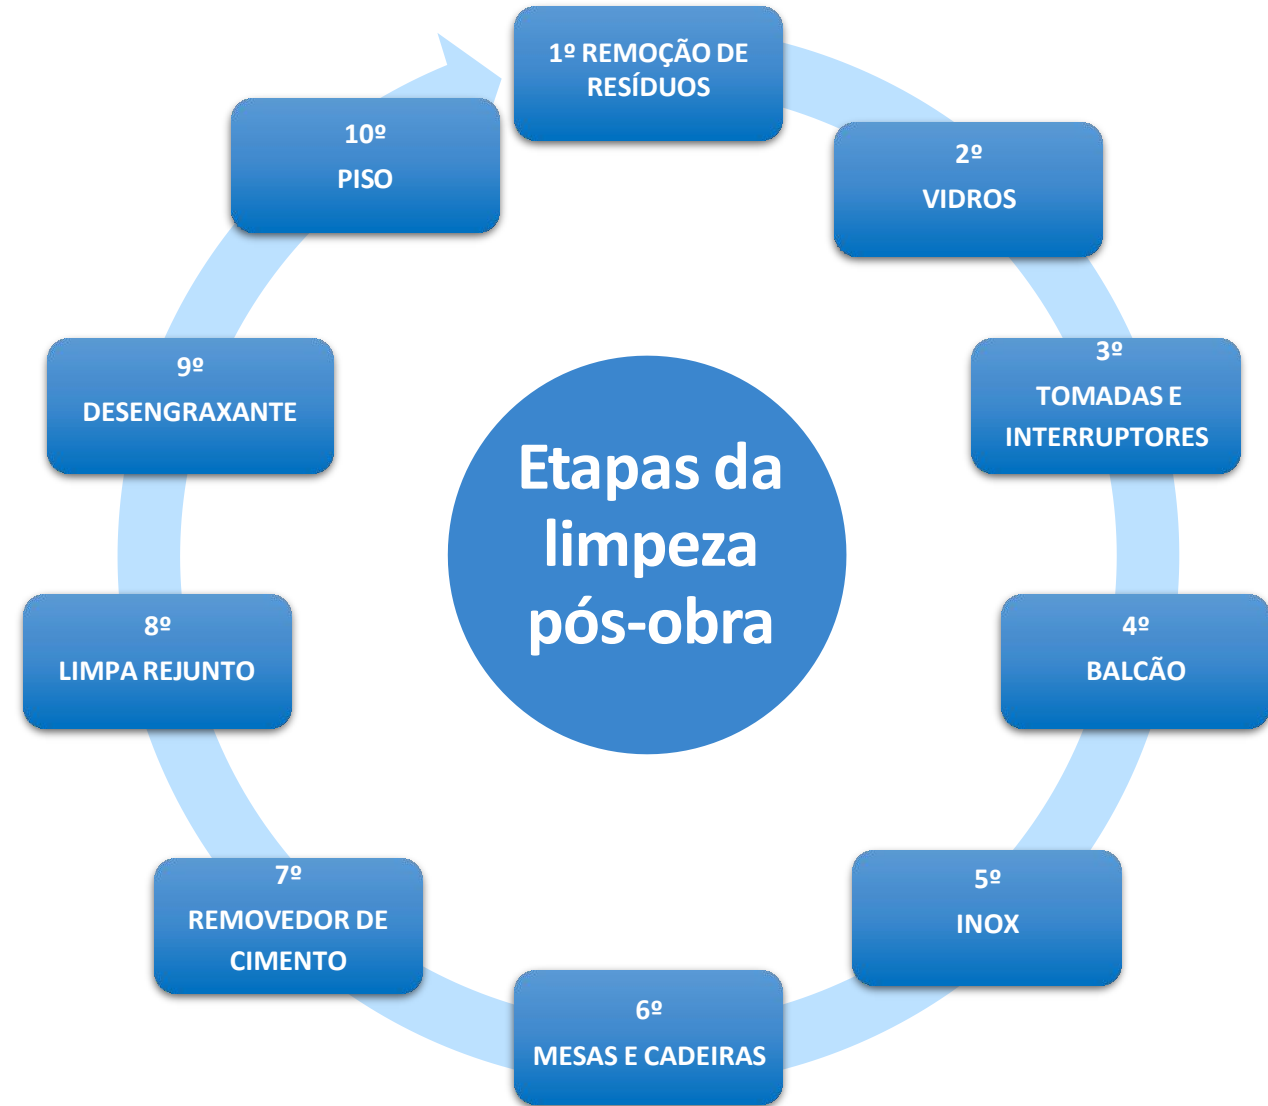 1º REMOÇÃO DE
RESÍDUOS
2º
VIDROS
3º
TOMADAS E
INTERRUPTORES
4º
BALCÃO
5º
INOX
6º
MESAS E CADEIRAS
7º
REMOVEDOR DE
CIMENTO
8º
LIMPA REJUNTO
9º
DESENGRAXANTE
10º
PISO
Etapas da
limpeza
pós-obra